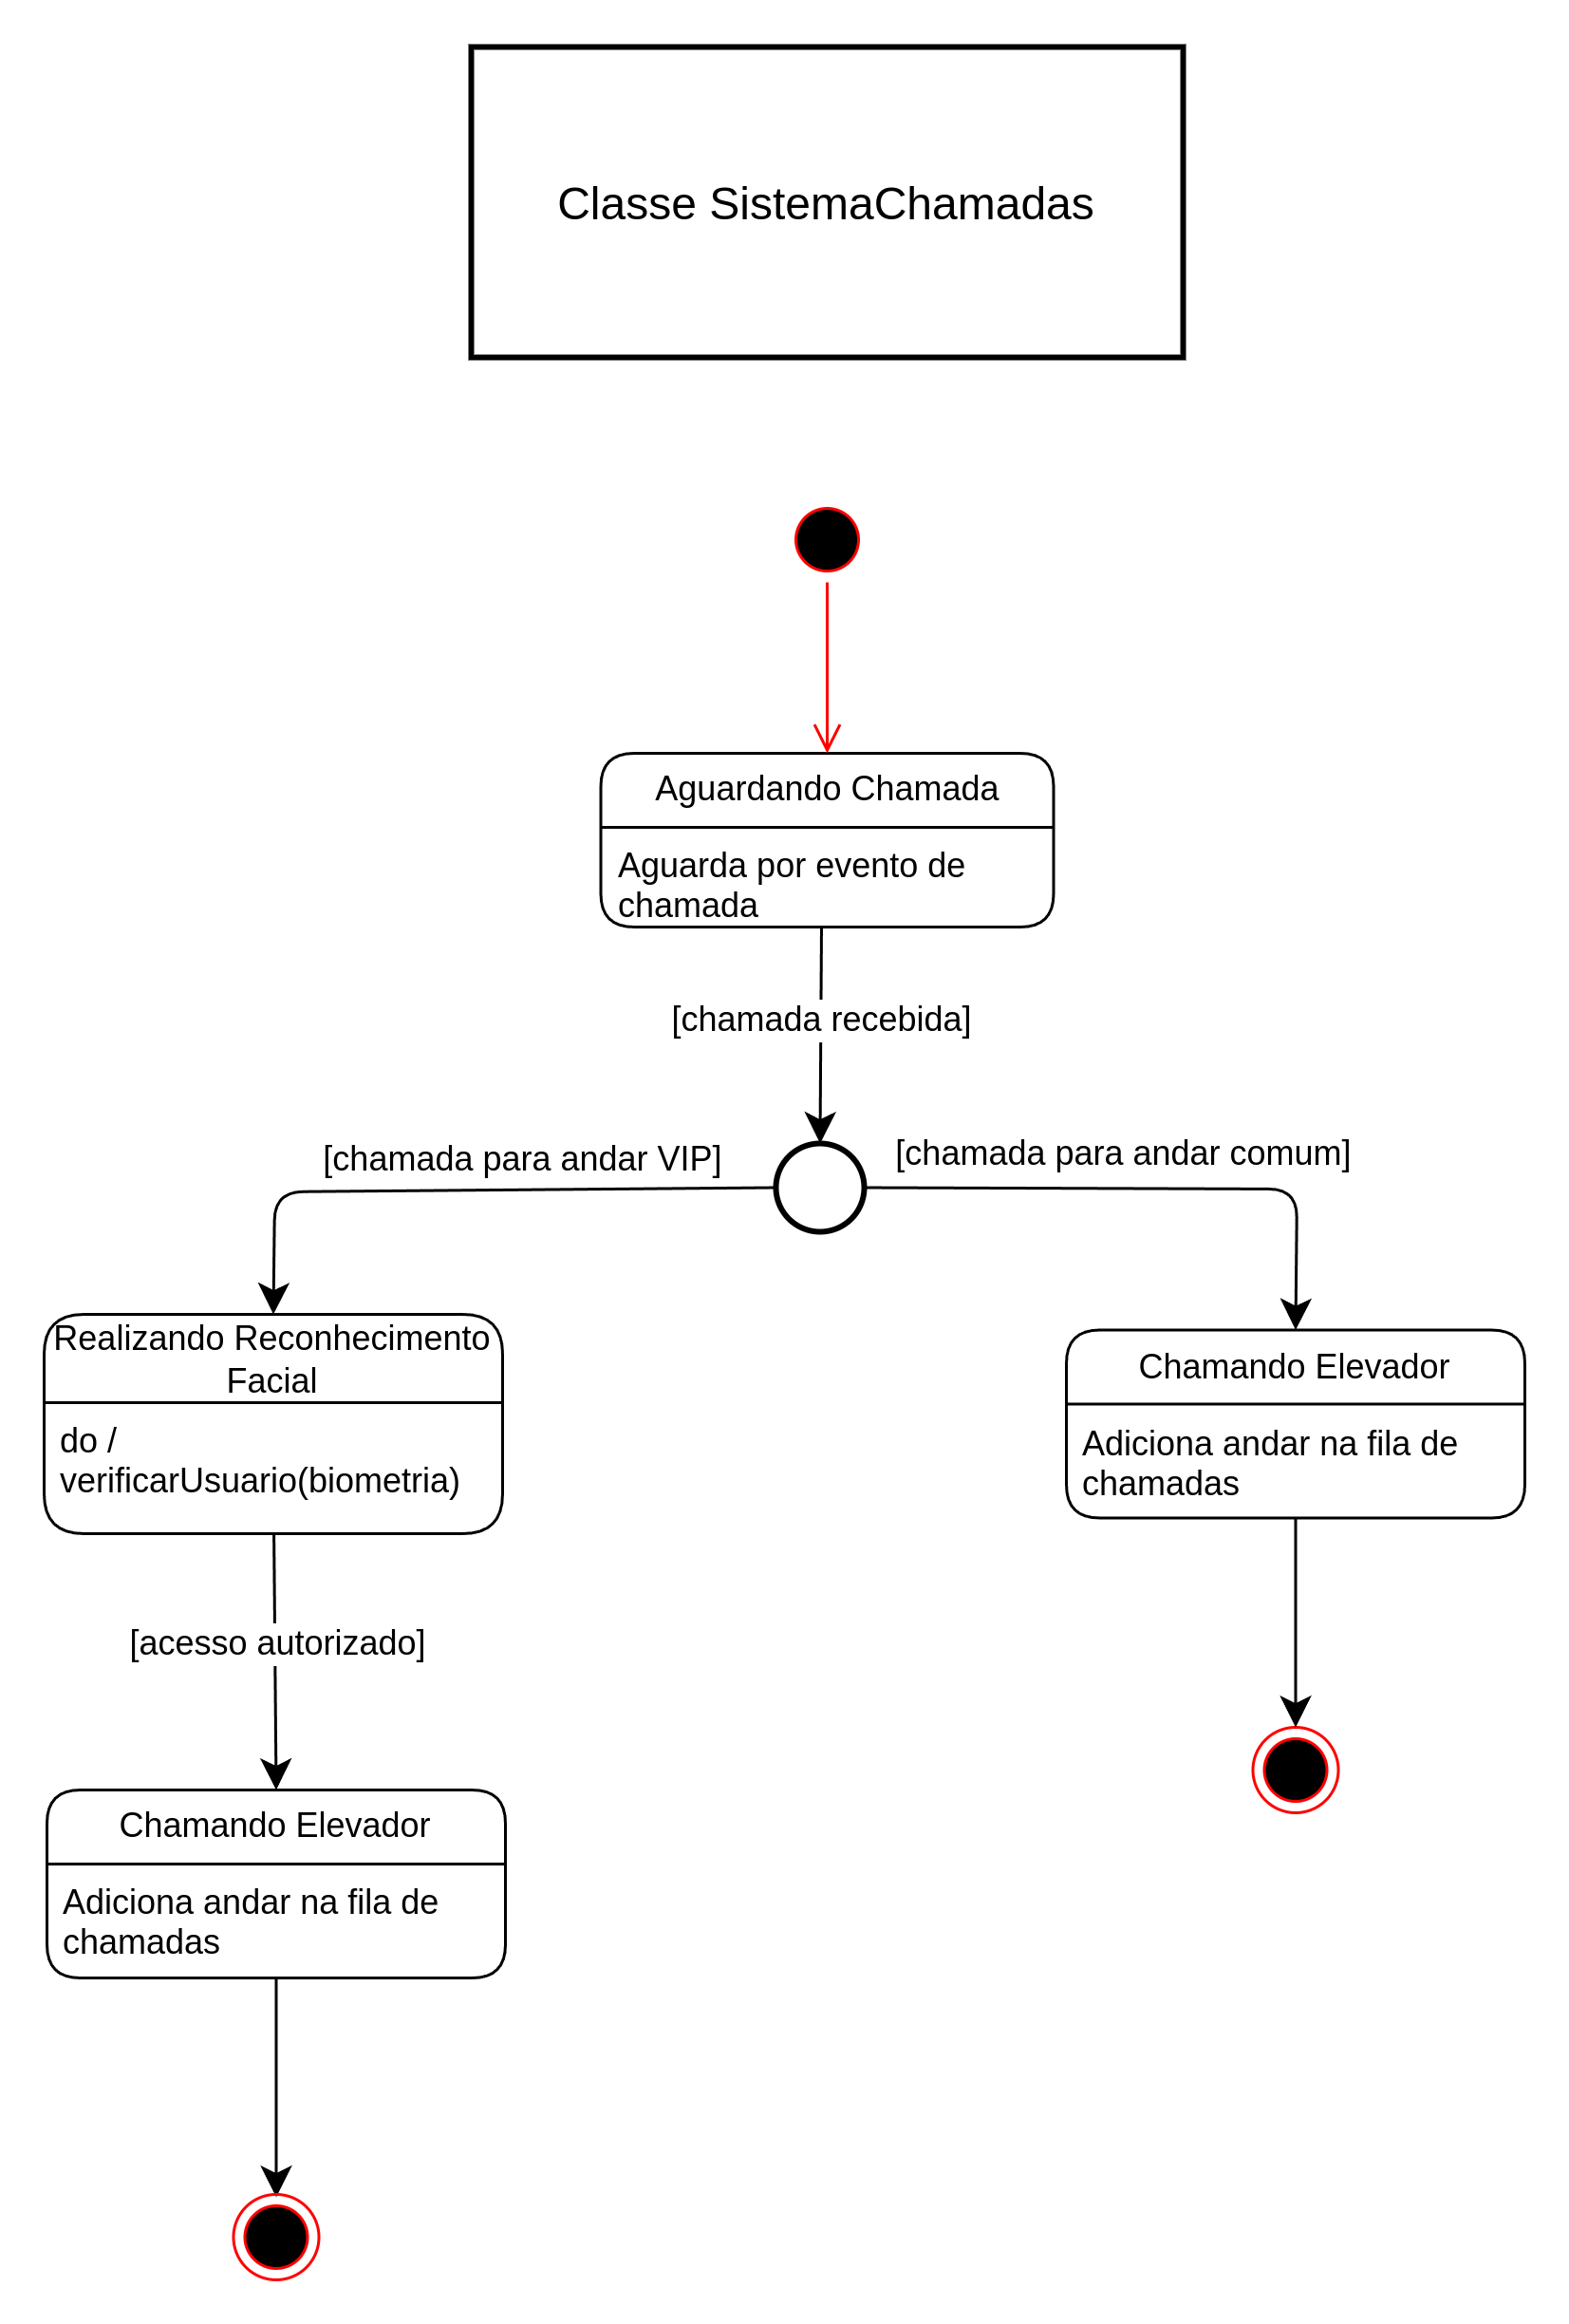 Classe SistemaChamadas
Aguardando Chamada
Aguarda por evento de
chamada
[chamada recebida]
[chamada para andar VIP]
[chamada para andar comum]
Realizando Reconhecimento
Facial
do /
verificarUsuario(biometria)
Chamando Elevador
Adiciona andar na fila de
chamadas
[acesso autorizado]
Chamando Elevador
Adiciona andar na fila de
chamadas